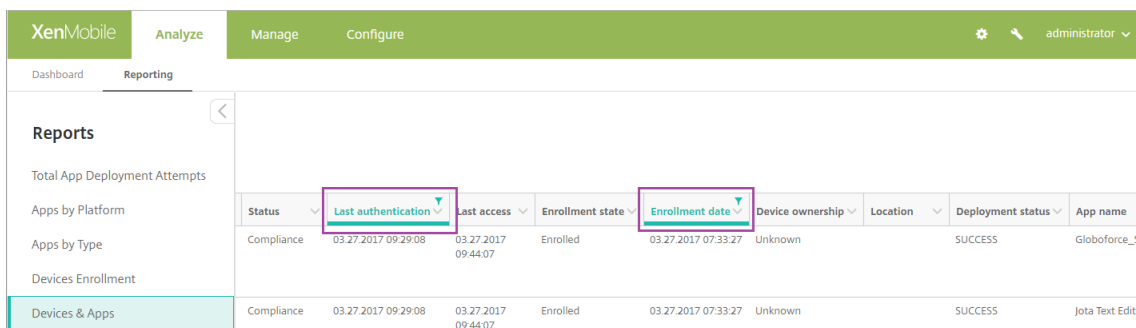 XenMobile Analyze Manage Configure administrator
Dashboard Reporting
Reports
Total App Deployment Attempts
Apps by Platform
Apps by Type
Devices Enrollment
Devices & Apps
Status Last authentication Last access Enrollment state Enrollment date Device ownership Location Deployment status App name
Compliance 03.27.2017 09:29:08 03.27.2017 Enrolled 03.27.2017 07:33:27 Unknown SUCCESS Globoforce_
09:44:07
Compliance 03.27.2017 09:29:08 03.27.2017 Enrolled 03.27.2017 07:33:27 Unknown SUCCESS Jota Text Edit
09:44:07